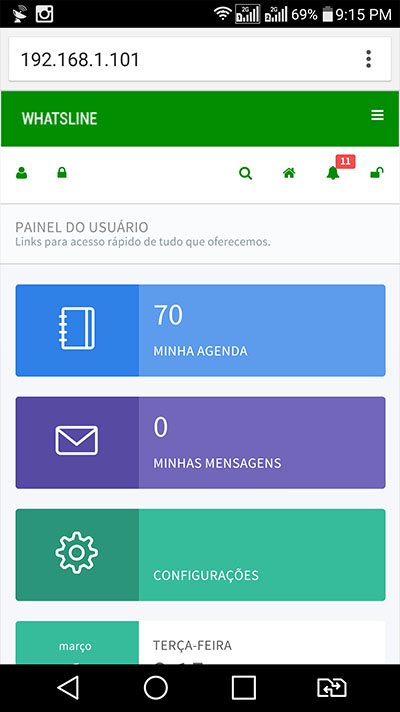 2G 2G 69% 9:15 PM
192.168.1.101
WHATSLINE
11
PAINEL DO USUÁRIO
Links para acesso rápido de tudo que oferecemos.
70
MINHA AGENDA
0
MINHAS MENSAGENS
CONFIGURAÇÕES
março
TERÇA-FEIRA